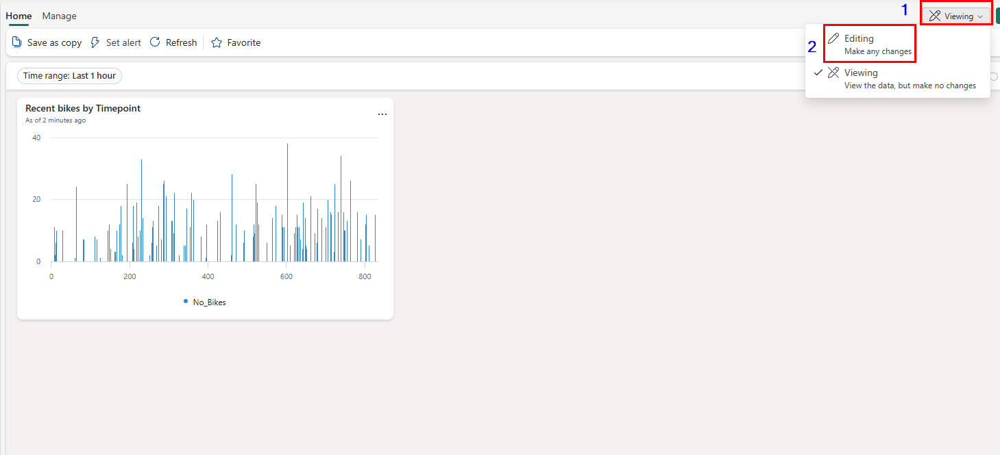 Home Manage
1
Viewing
Save as copy Set alert Refresh Favorite
2
Editing
Make any changes
Viewing
View the data, but make no changes
Time range: Last 1 hour
Recent bikes by Timepoint
As of 2 minutes ago
40
20
0
0 200 400 600 800
No_Bikes